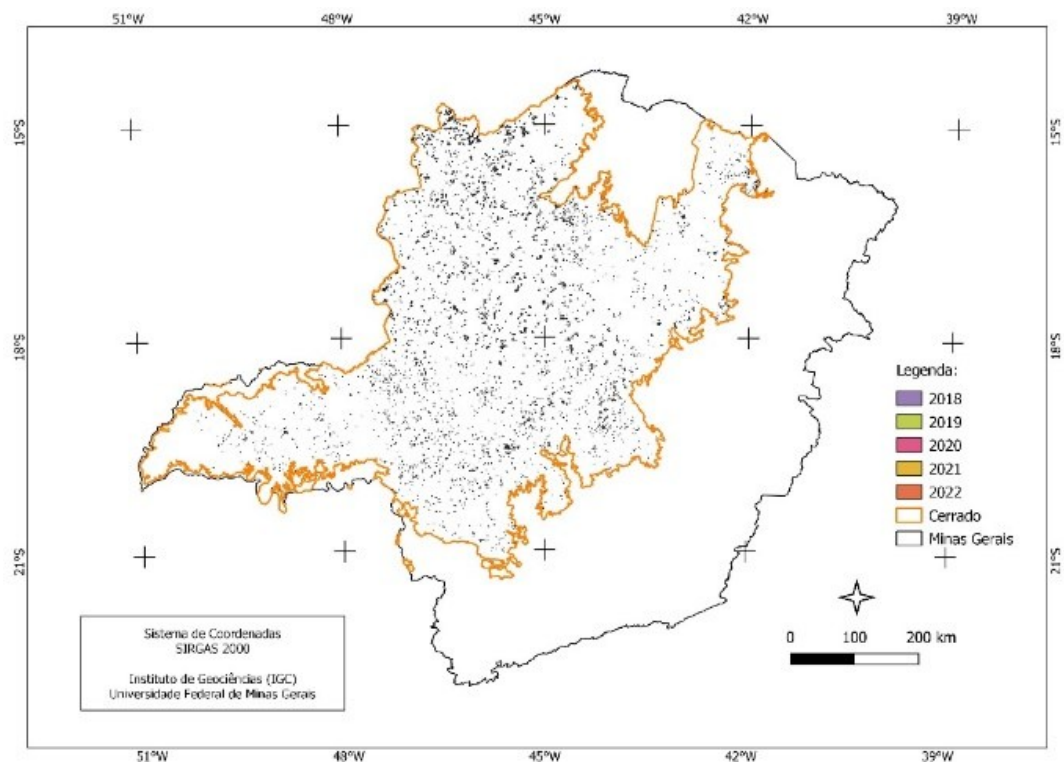 51°W 48°W 45°W 42°W 39°W
15°S 15°S
18°S 18°S
Legenda:
2018
2019
2020
2021
2022
Cerrado
Minas Gerais
21°S 21°S
0 100 200 km
Sistema de Coordenadas
SIRGAS 2000
Instituto de Geociências (IGC)
Universidade Federal de Minas Gerais
51°W 48°W 45°W 42°W 39°W